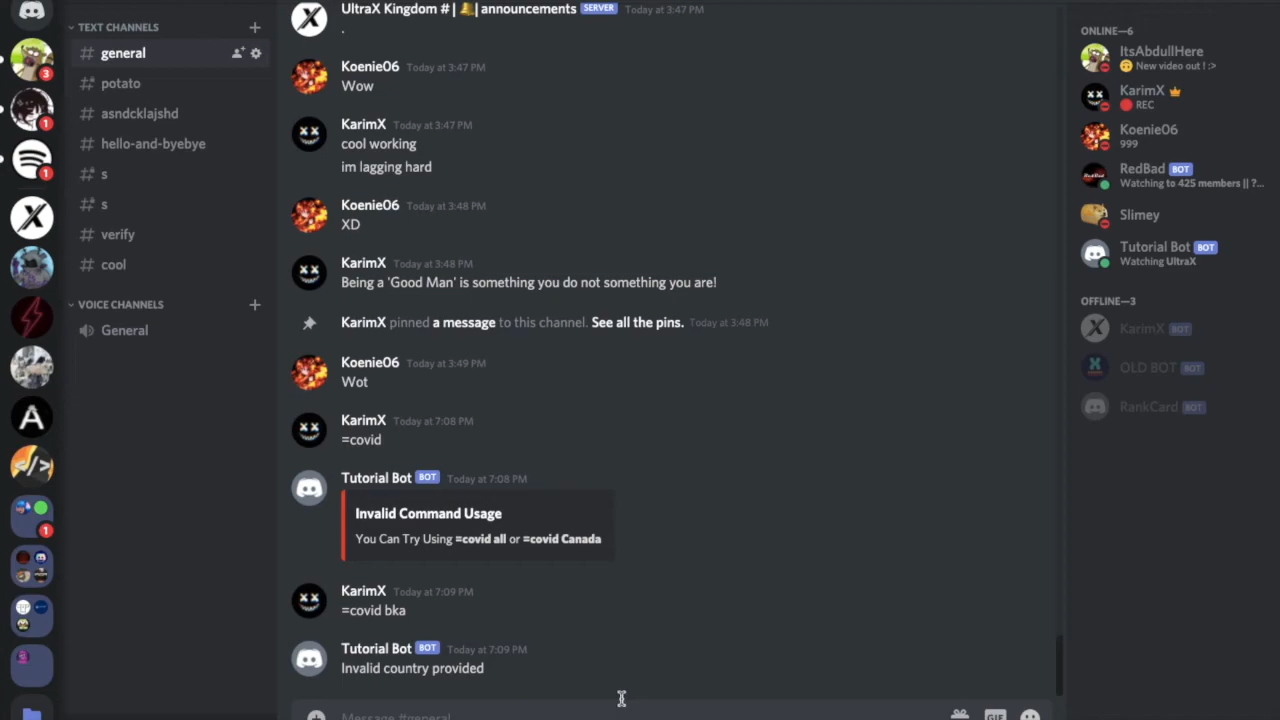 TEXT CHANNELS
general
potato
asndcklajshd
hello-and-byebye
s
s
verify
cool
VOICE CHANNELS
General
3
1
1
1
UltraX Kingdom # | 🔔| announcements SERVER Today at 3:47 PM
.
Koenie06 Today at 3:47 PM
Wow
KarimX Today at 3:47 PM
cool working
im lagging hard
Koenie06 Today at 3:48 PM
XD
KarimX Today at 3:48 PM
Being a 'Good Man' is something you do not something you are!
KarimX pinned a message to this channel. See all the pins. Today at 3:48 PM
Koenie06 Today at 3:49 PM
Wot
KarimX Today at 7:08 PM
=covid
Tutorial Bot BOT Today at 7:08 PM
Invalid Command Usage
You Can Try Using =covid all or =covid Canada
KarimX Today at 7:09 PM
=covid bka
Tutorial Bot BOT Today at 7:09 PM
Invalid country provided
Message #general
GIF
ONLINE—6
ItsAbdullHere
🙃 New video out ! :>
KarimX
🔴 REC
Koenie06
999
RedBad BOT
Watching to 425 members || ?...
Slimey
Tutorial Bot BOT
Watching UltraX
OFFLINE—3
KarimX BOT
OLD BOT BOT
RankCard BOT